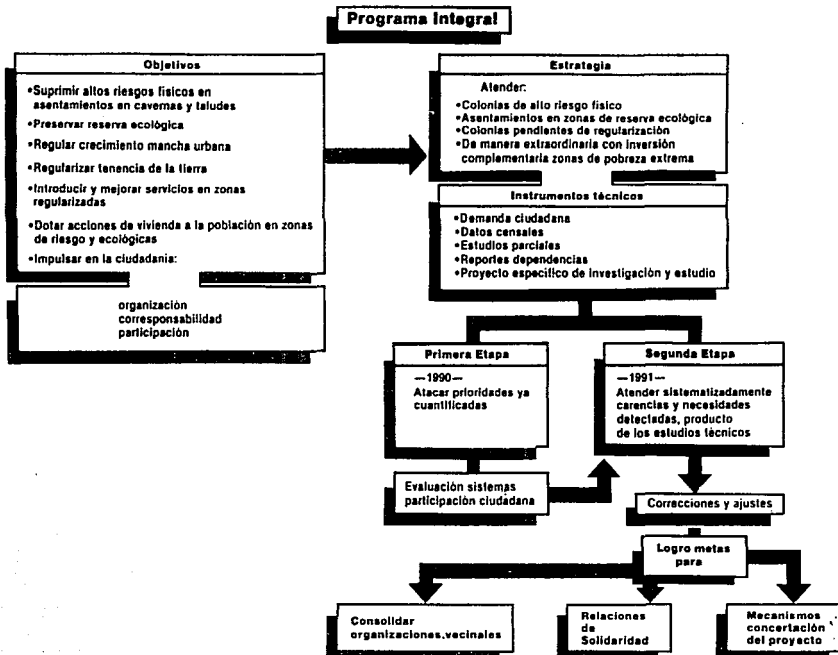 Programa Integral
Objetivos
•Suprimir altos riesgos físicos en
asentamientos en cavernas y taludes
•Preservar reserva ecológica
•Regular crecimiento mancha urbana
•Regularizar tenencia de la tierra
•Introducir y mejorar servicios en zonas
regularizadas
•Dotar acciones de vivienda a la población en zonas
de riesgo y ecológicas
•Impulsar en la ciudadanía:
organización
corresponsabilidad
participación
Estrategia
Atender:
•Colonias de alto riesgo físico
•Asentamientos en zonas de reserva ecológica
•Colonias pendientes de regularización
•De manera extraordinaria con inversión
complementaria zonas de pobreza extrema
Instrumentos técnicos
•Demanda ciudadana
•Datos censales
•Estudios parciales
•Reportes dependencias
•Proyecto específico de investigación y estudio
Primera Etapa
—1990—
Atacar prioridades ya
cuantificadas
Evaluación sistemas
participación ciudadana
Segunda Etapa
—1991—
Atender sistematizadamente
carencias y necesidades
detectadas, producto
de los estudios técnicos
Correcciones y ajustes
Logro metas
para
Consolidar
organizaciones.vecinales
Relaciones
de
Solidaridad
Mecanismos
concertación
del proyecto